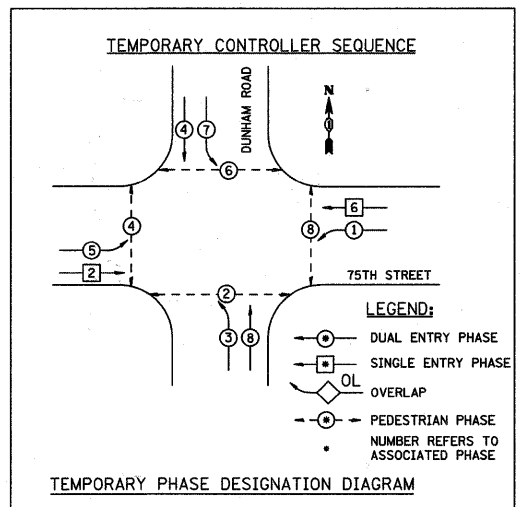 TEMPORARY CONTROLLER SEQUENCE
DUNHAM ROAD
N
4 7
6
6
4
8
1
5
2
75TH STREET
2
3 8
LEGEND:
* DUAL ENTRY PHASE
* SINGLE ENTRY PHASE
OL OVERLAP
* PEDESTRIAN PHASE
* NUMBER REFERS TO
ASSOCIATED PHASE
TEMPORARY PHASE DESIGNATION DIAGRAM